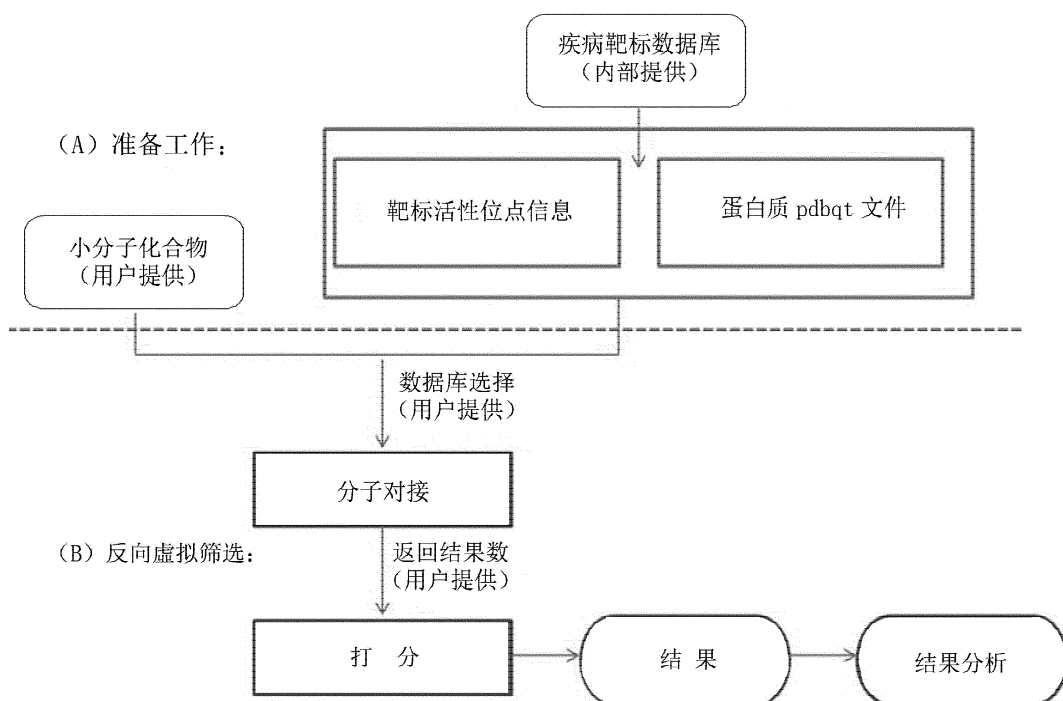 疾病靶标数据库
（内部提供）
（A）准备工作：
靶标活性位点信息
蛋白质 pdbqt 文件
小分子化合物
（用户提供）
数据库选择
（用户提供）
分子对接
（B）反向虚拟筛选：
返回结果数
（用户提供）
打 分
结 果
结果分析